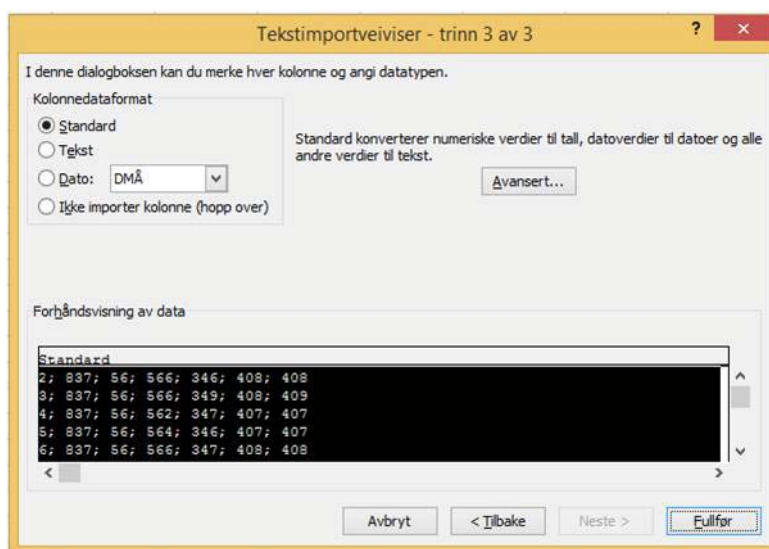 Tekstimportveiviser - trinn 3 av 3
? ×
I denne dialogboksen kan du merke hver kolonne og angi datatypen.
Kolonnedataformat
Standard
Tekst
Dato: DMÅ
Ikke importer kolonne (hopp over)
Standard konverterer numeriske verdier til tall, datoverdier til datoer og alle
andre verdier til tekst.
Avansert...
Forhåndsvisning av data
Standard
2; 837; 56; 566; 346; 408; 408
3; 837; 56; 566; 349; 408; 409
4; 837; 56; 562; 347; 407; 407
5; 837; 56; 564; 346; 407; 407
6; 837; 56; 566; 347; 408; 408
Avbryt
< Tilbake
Neste >
Fullfør